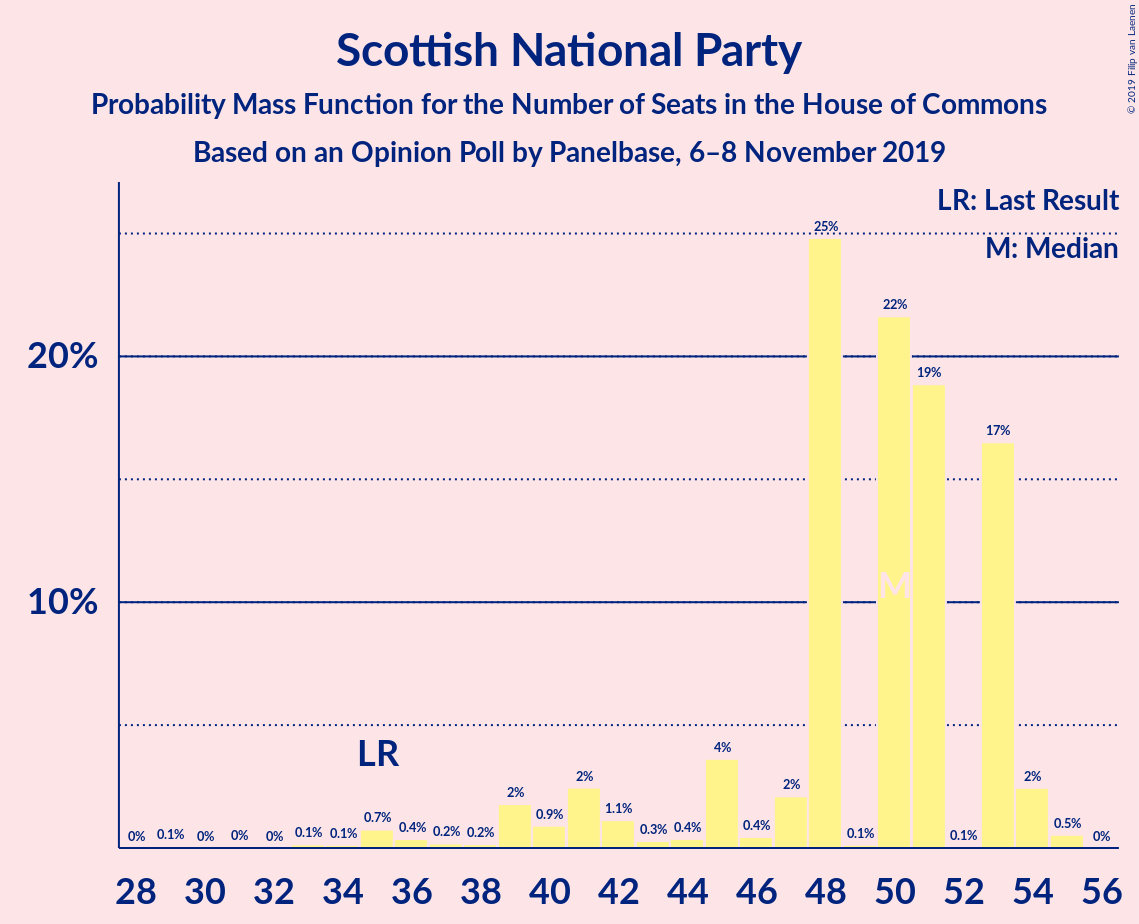 Scottish National Party
Probability Mass Function for the Number of Seats in the House of Commons
Based on an Opinion Poll by Panelbase, 6–8 November 2019
© 2019 Filip van Laenen
LR: Last Result
M: Median
20%
10%
LR
M
0% 0.1% 0% 0% 0% 0.1% 0.1% 0.7% 0.4% 0.2% 0.2% 2% 0.9% 2% 1.1% 0.3% 0.4% 4% 0.4% 2% 25% 0.1% 22% 19% 0.1% 17% 2% 0.5% 0%
28 30 32 34 36 38 40 42 44 46 48 50 52 54 56